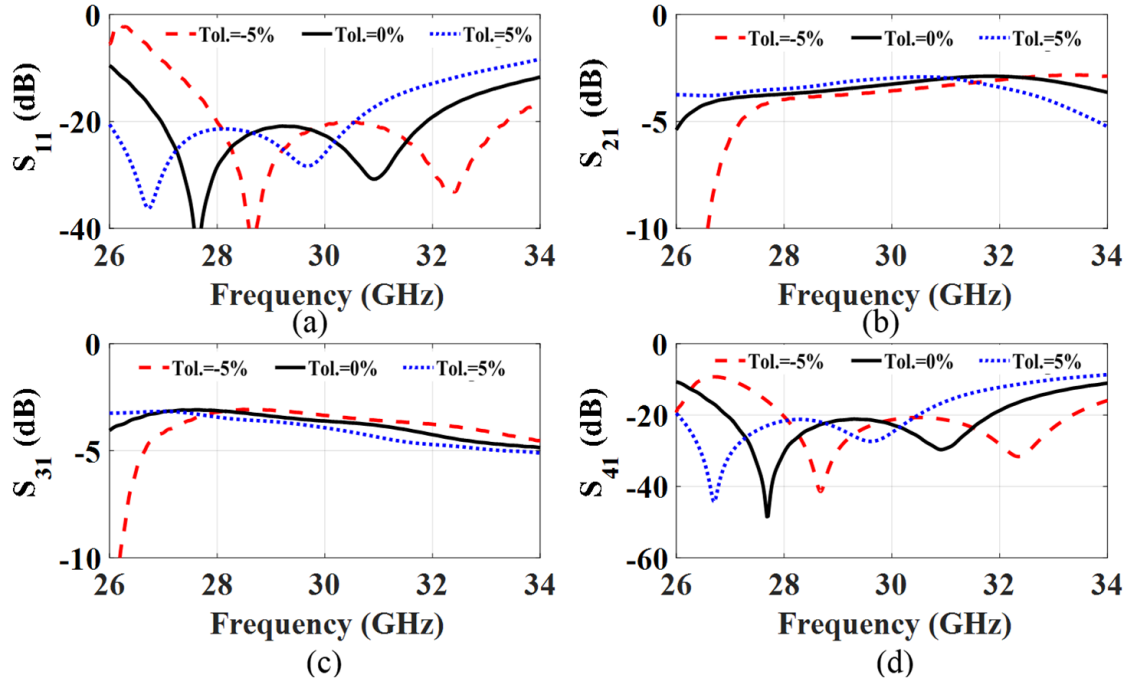 0
-20
-40
S11 (dB)
Tol.=-5% Tol.=0% Tol.=5%
26 28 30 32 34
Frequency (GHz)
(a)
0
-5
-10
S21 (dB)
Tol.=-5% Tol.=0% Tol.=5%
26 28 30 32 34
Frequency (GHz)
(b)
0
-5
-10
S31 (dB)
Tol.=-5% Tol.=0% Tol.=5%
26 28 30 32 34
Frequency (GHz)
(c)
0
-20
-40
-60
S41 (dB)
Tol.=-5% Tol.=0% Tol.=5%
26 28 30 32 34
Frequency (GHz)
(d)